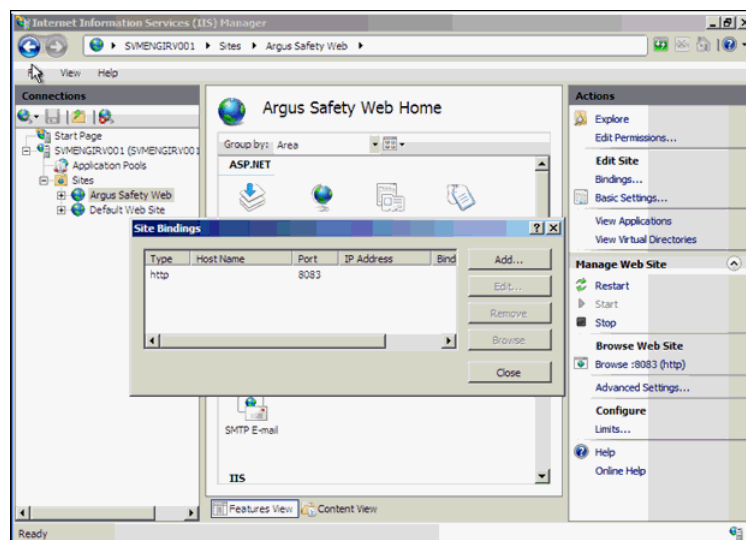 Internet Information Services (IIS) Manager
SVMENGIRV001 Sites Argus Safety Web
View Help
Connections
Start Page
SVMENGIRV001 (SVMENGIRV001
Application Pools
Sites
Argus Safety Web
Default Web Site
Argus Safety Web Home
Group by: Area
ASP.NET
Site Bindings
Type Host Name Port IP Address Bind
http 8083
Add...
Edit...
Remove
Browse
Close
SMTP E-mail
IIS
Features View Content View
Actions
Explore
Edit Permissions...
Edit Site
Bindings...
Basic Settings...
View Applications
View Virtual Directories
Manage Web Site
Restart
Start
Stop
Browse Web Site
Browse :8083 (http)
Advanced Settings...
Configure
Limits...
Help
Online Help
Ready